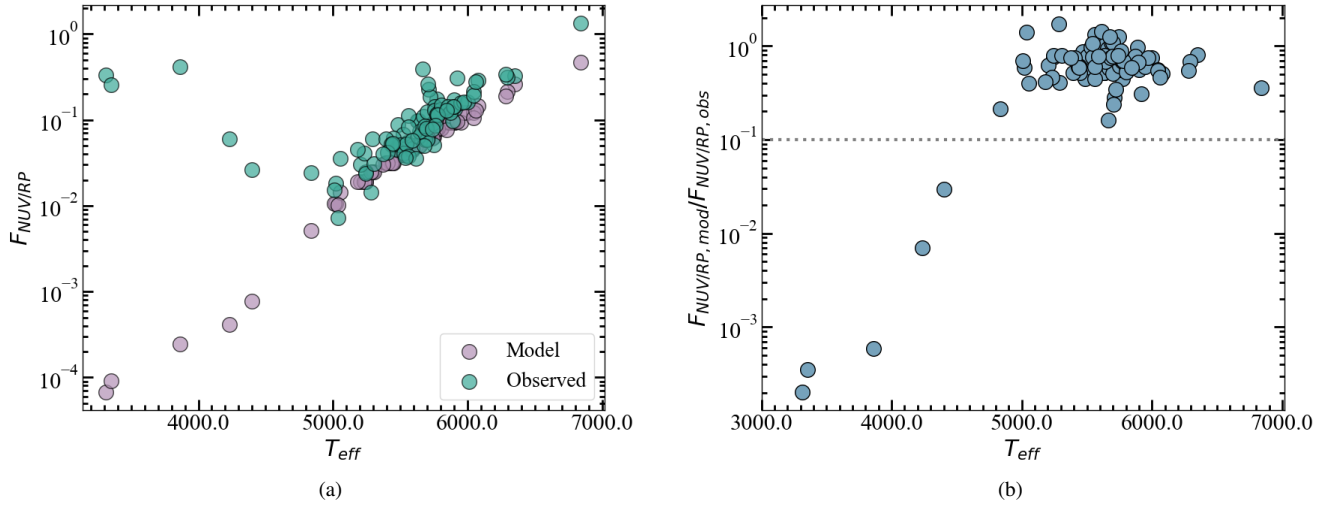 10^0
10^-1
10^-2
10^-3
10^-4
F_NUV/RP
4000.0 5000.0 6000.0 7000.0
T_eff
Model
Observed
(a)
10^0
10^-1
10^-2
10^-3
F_NUV/RP, mod/F_NUV/RP, obs
3000.0 4000.0 5000.0 6000.0 7000.0
T_eff
(b)